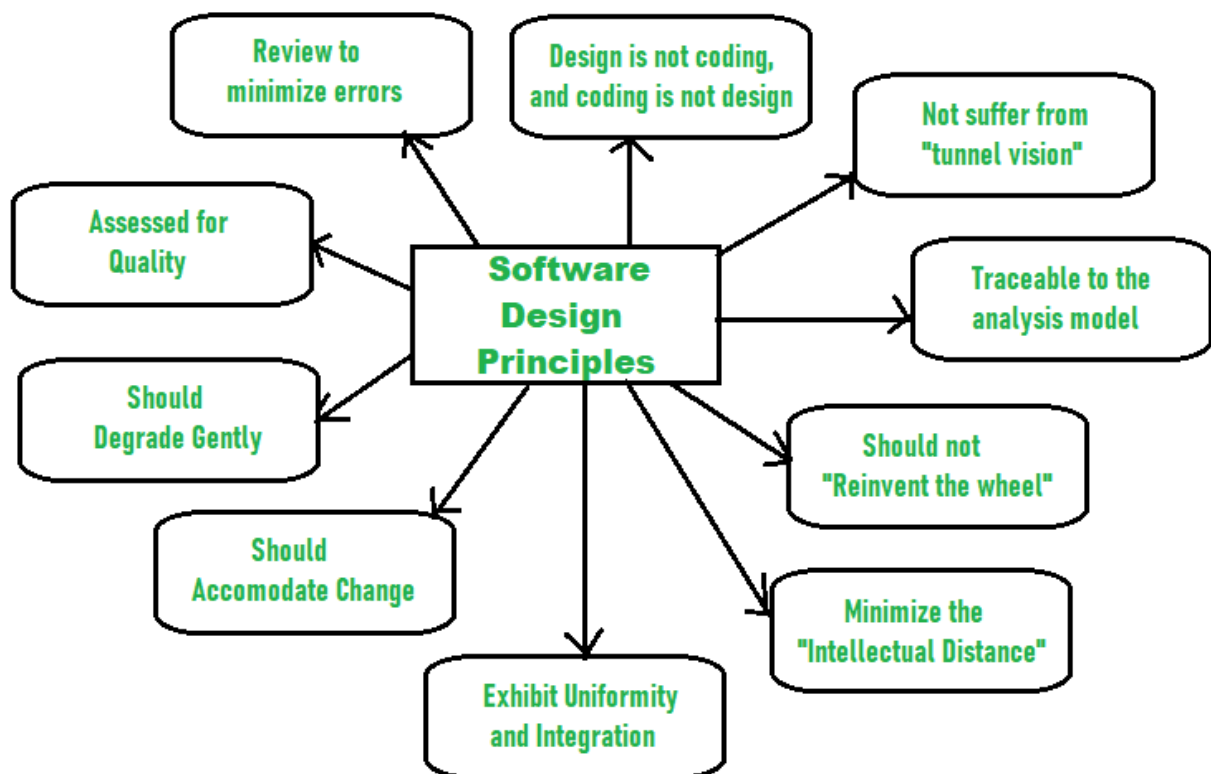 Review to
minimize errors
Design is not coding,
and coding is not design
Not suffer from
"tunnel vision"
Assessed for
Quality
Software
Design
Principles
Traceable to the
analysis model
Should
Degrade Gently
Should not
"Reinvent the wheel"
Should
Accomodate Change
Minimize the
"Intellectual Distance"
Exhibit Uniformity
and Integration